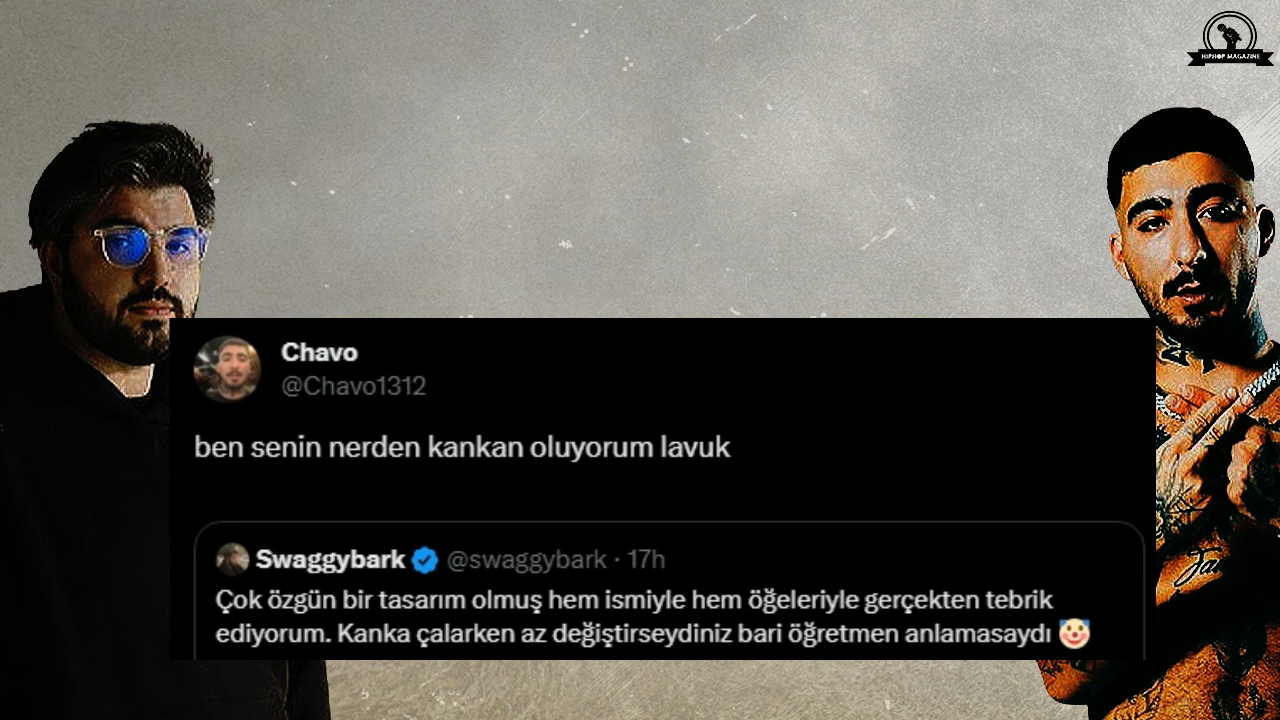 HIPHOP MAGAZINE
Chavo
@Chavo1312
ben senin nerden kankan oluyorum lavuk
Swaggybark @swaggybark · 17h
Çok özgün bir tasarım olmuş hem ismiyle hem öğeleriyle gerçekten tebrik
ediyorum. Kanka çalarken az değiştirseydiniz bari öğretmen anlamasaydı 🤡